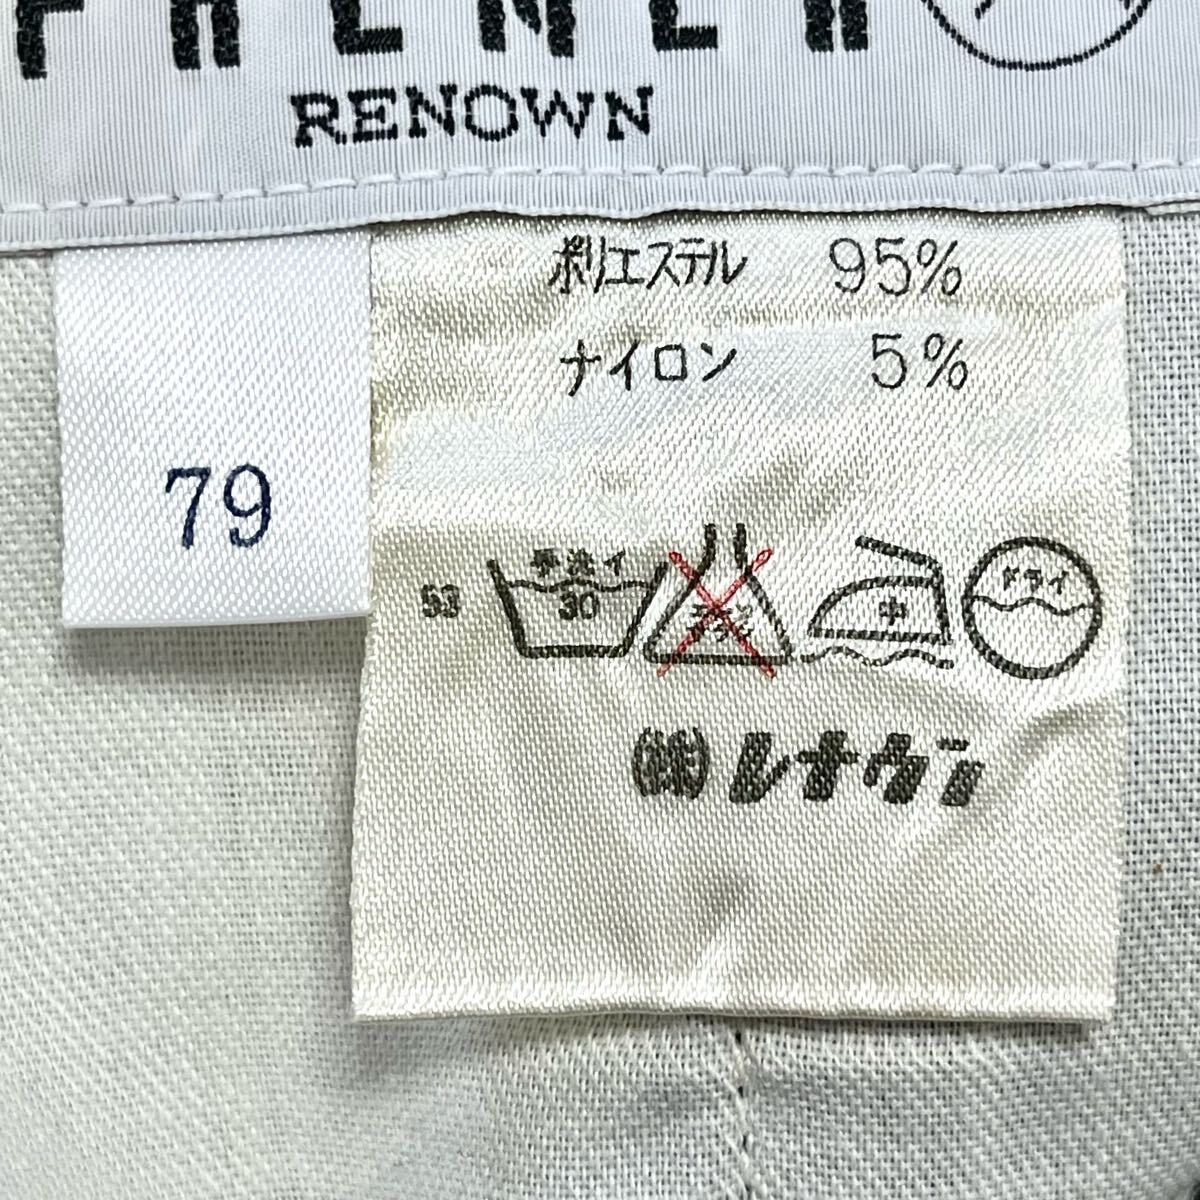 RENOWN
79
ポリエステル 95%
ナイロン 5%
53 手洗イ 30 中 ドライ
(株)レナウン